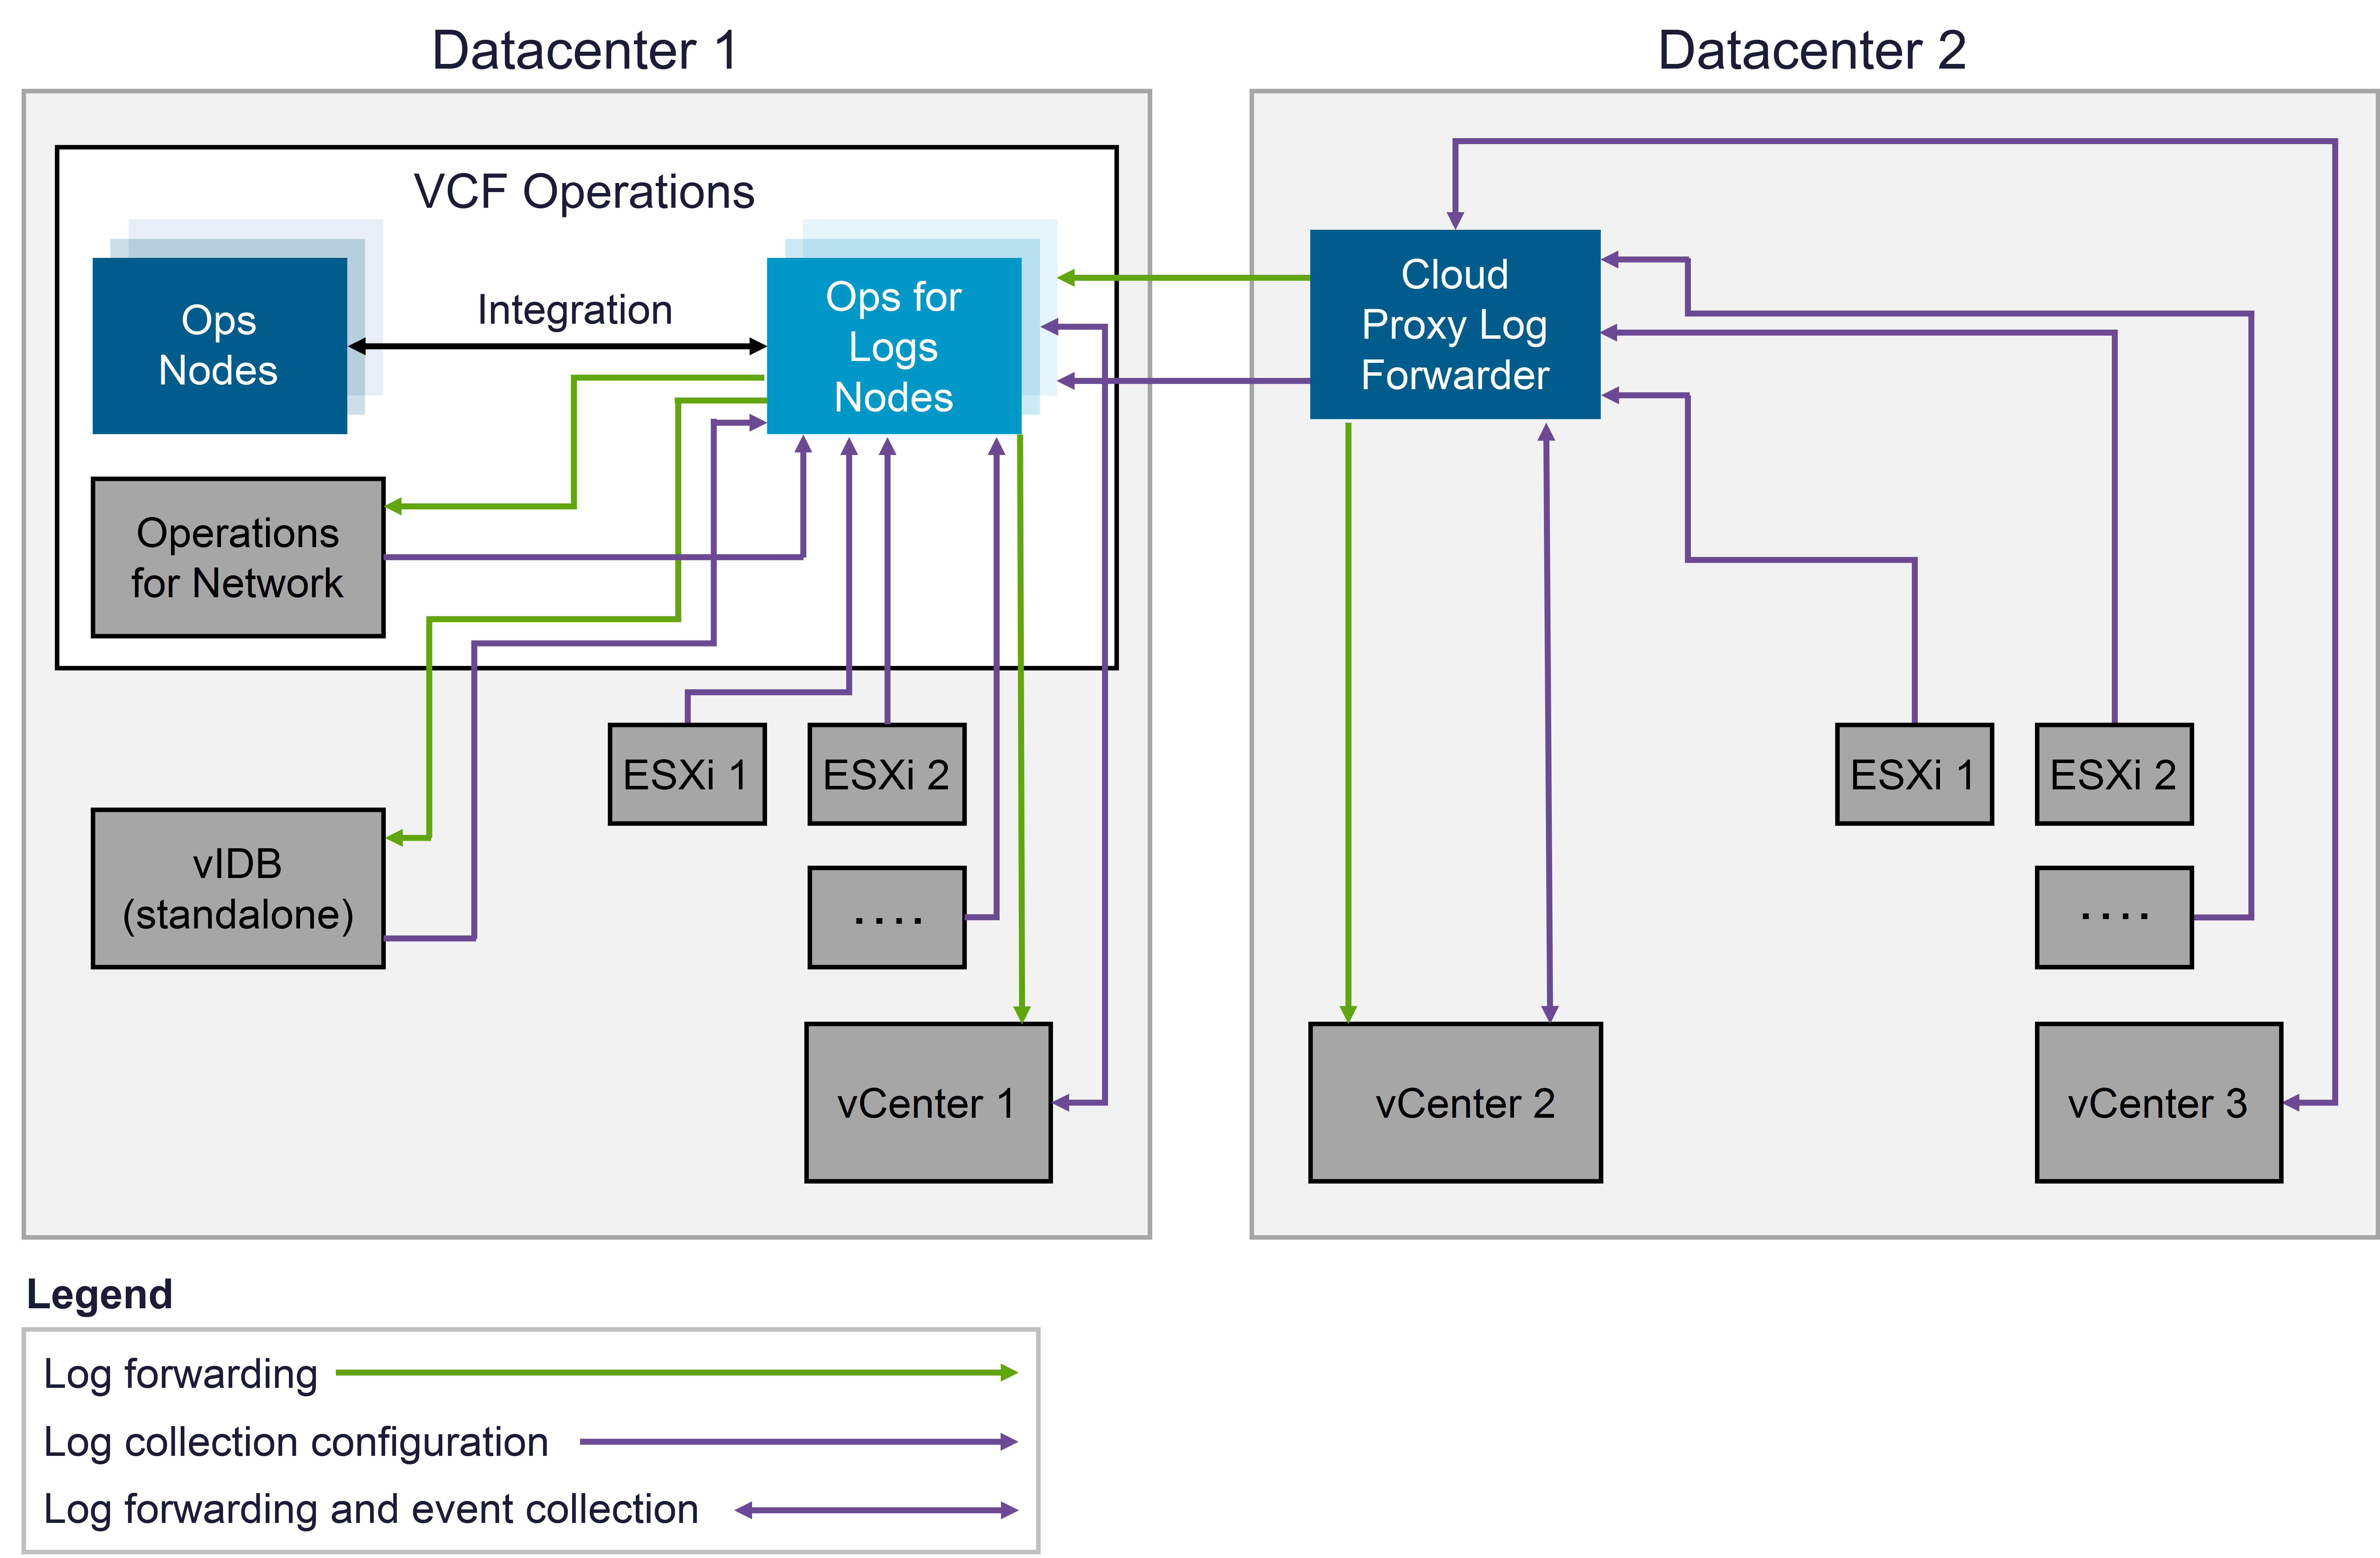 Datacenter 1
Datacenter 2
VCF Operations
Ops
Nodes
Integration
Ops for
Logs
Nodes
Operations
for Network
ESXi 1
ESXi 2
vIDB
(standalone)
....
vCenter 1
Cloud
Proxy Log
Forwarder
ESXi 1
ESXi 2
....
vCenter 2
vCenter 3
Legend
Log forwarding
Log collection configuration
Log forwarding and event collection